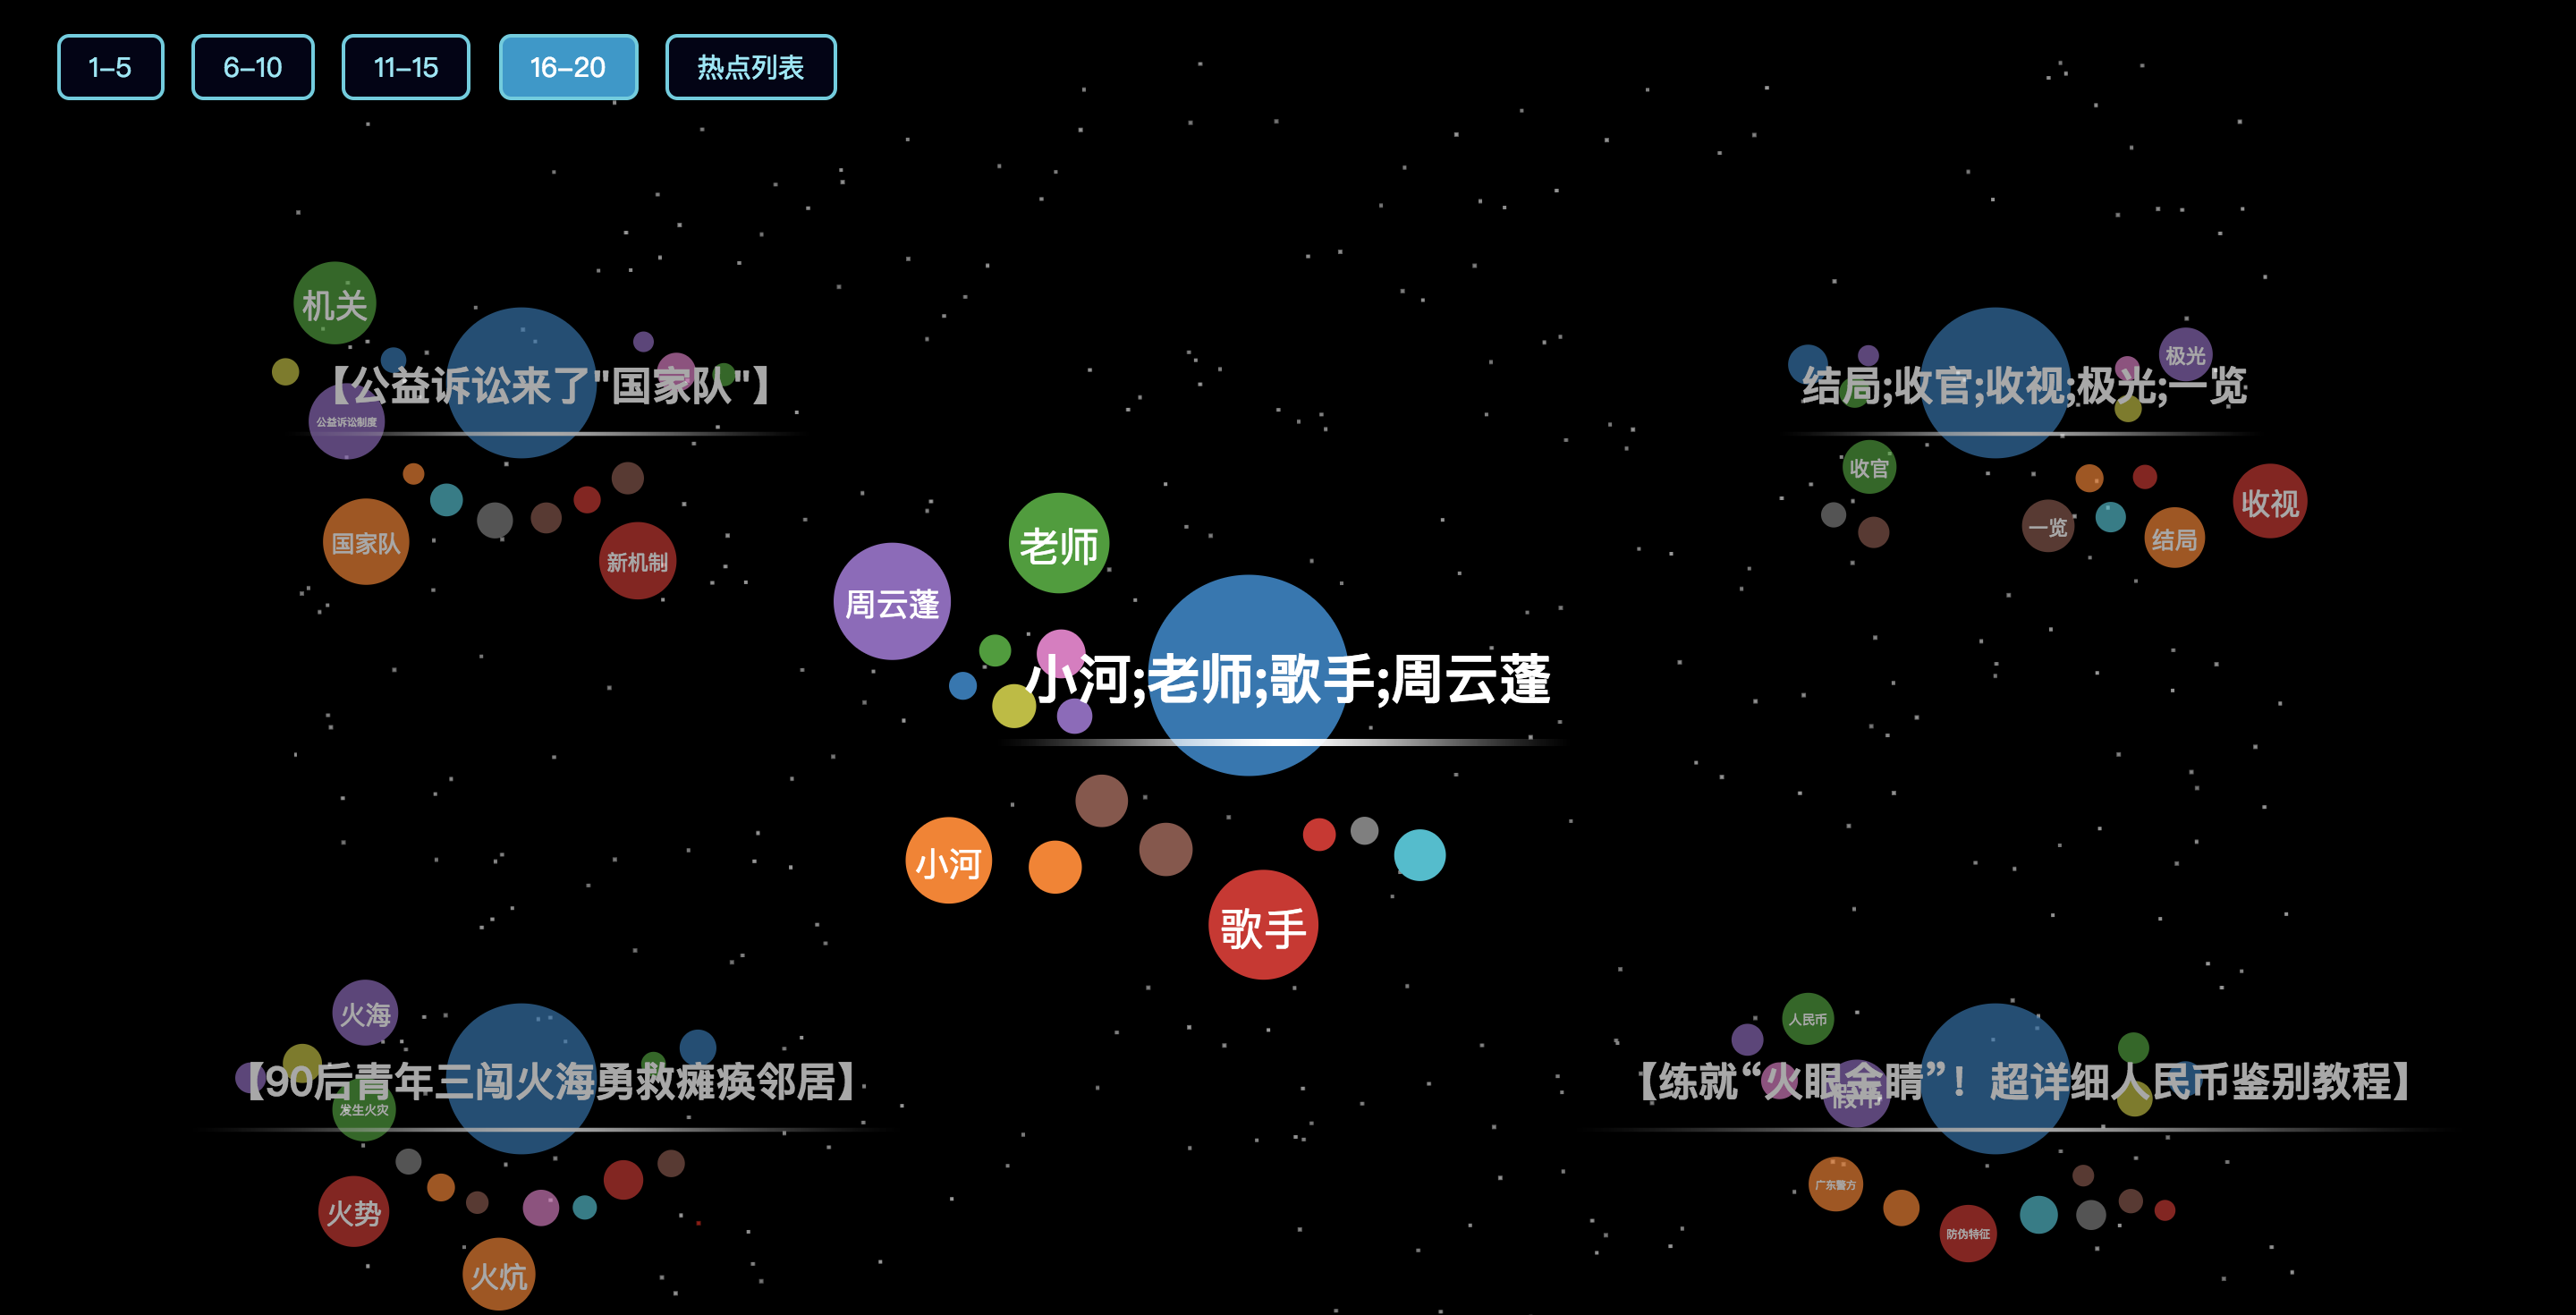 1–5
6–10
11–15
16–20
热点列表
机关
【公益诉讼来了"国家队"】
公益诉讼制度
国家队
新机制
极光
结局;收官;收视;极光;一览
收官
收视
一览
结局
老师
周云蓬
小河;老师;歌手;周云蓬
小河
歌手
火海
【90后青年三闯火海勇救瘫痪邻居】
发生火灾
火势
火炕
人民币
【练就“火眼金睛”！超详细人民币鉴别教程】
假币
广东警方
防伪特征